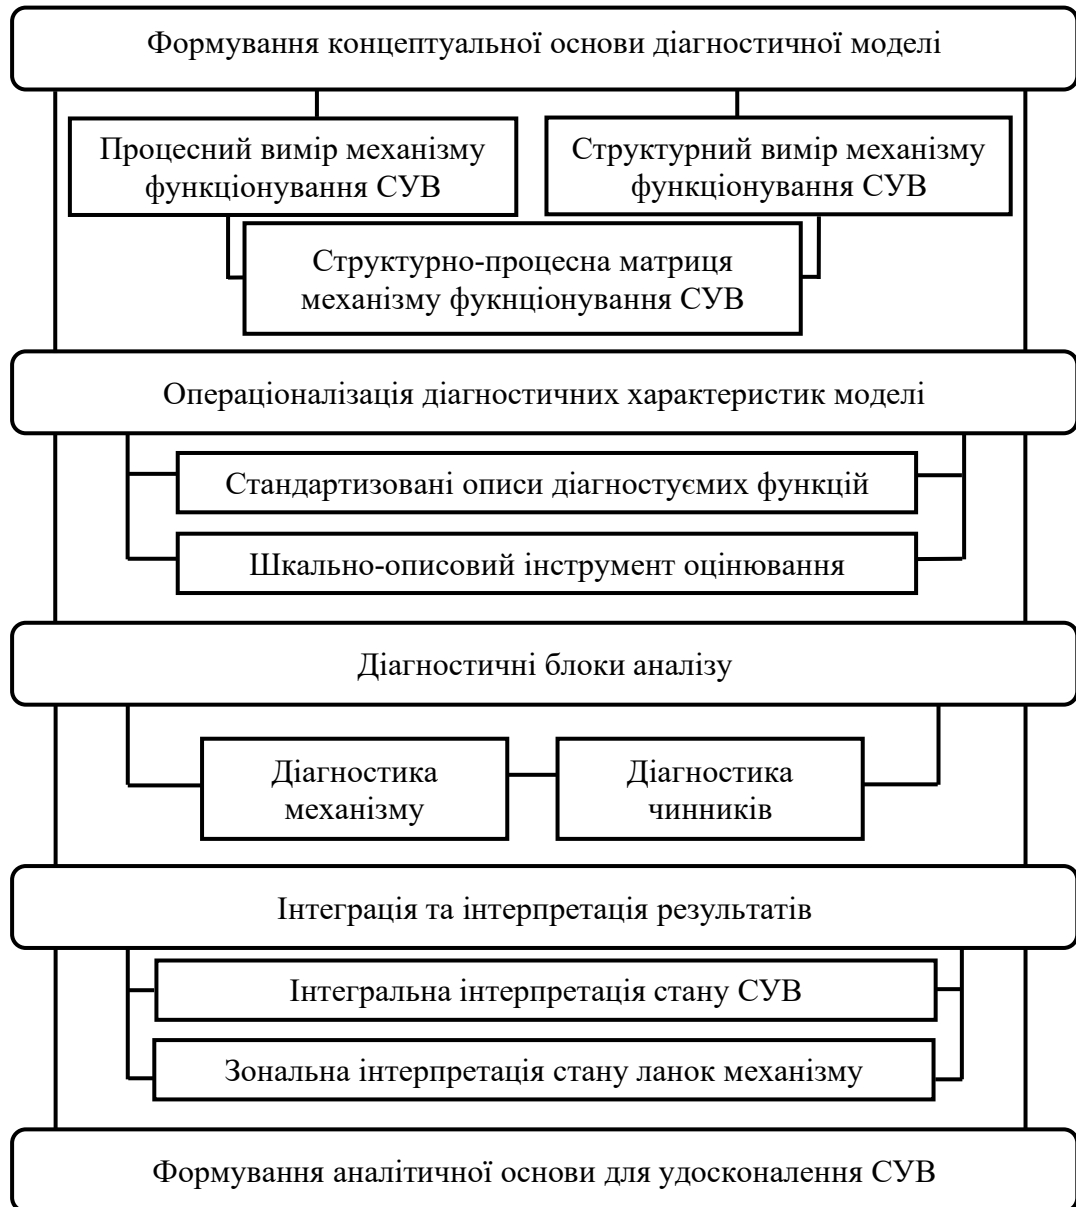 Формування концептуальної основи діагностичної моделі
Процесний вимір механізму
функціонування СУВ
Структурний вимір механізму
функціонування СУВ
Структурно-процесна матриця
механізму фукнціонування СУВ
Операціоналізація діагностичних характеристик моделі
Стандартизовані описи діагностуємих функцій
Шкально-описовий інструмент оцінювання
Діагностичні блоки аналізу
Діагностика
механізму
Діагностика
чинників
Інтеграція та інтерпретація результатів
Інтегральна інтерпретація стану СУВ
Зональна інтерпретація стану ланок механізму
Формування аналітичної основи для удосконалення СУВ